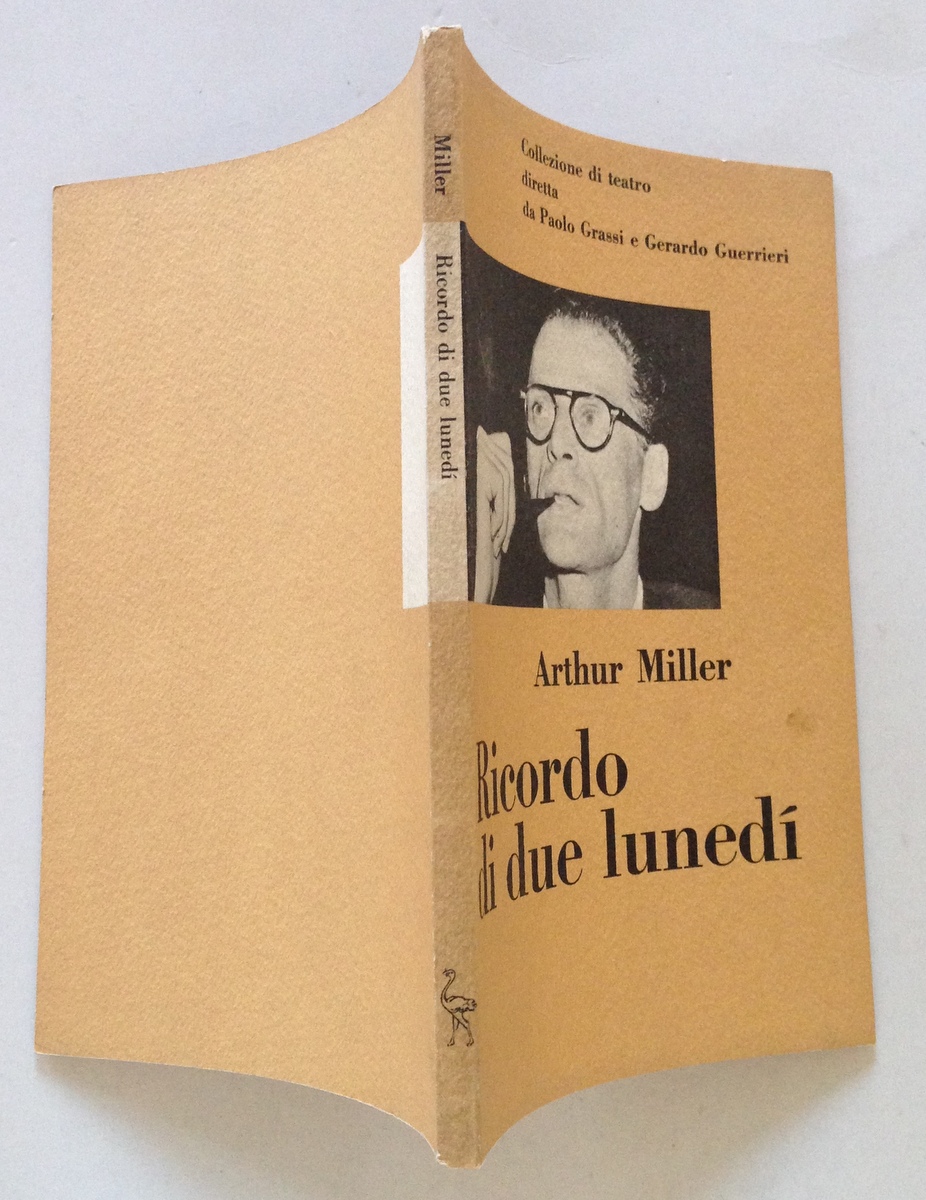 Miller
Ricordo di due lunedí
Collezione di teatro
diretta
da Paolo Grassi e Gerardo Guerrieri
Arthur Miller
Ricordo
di due lunedí